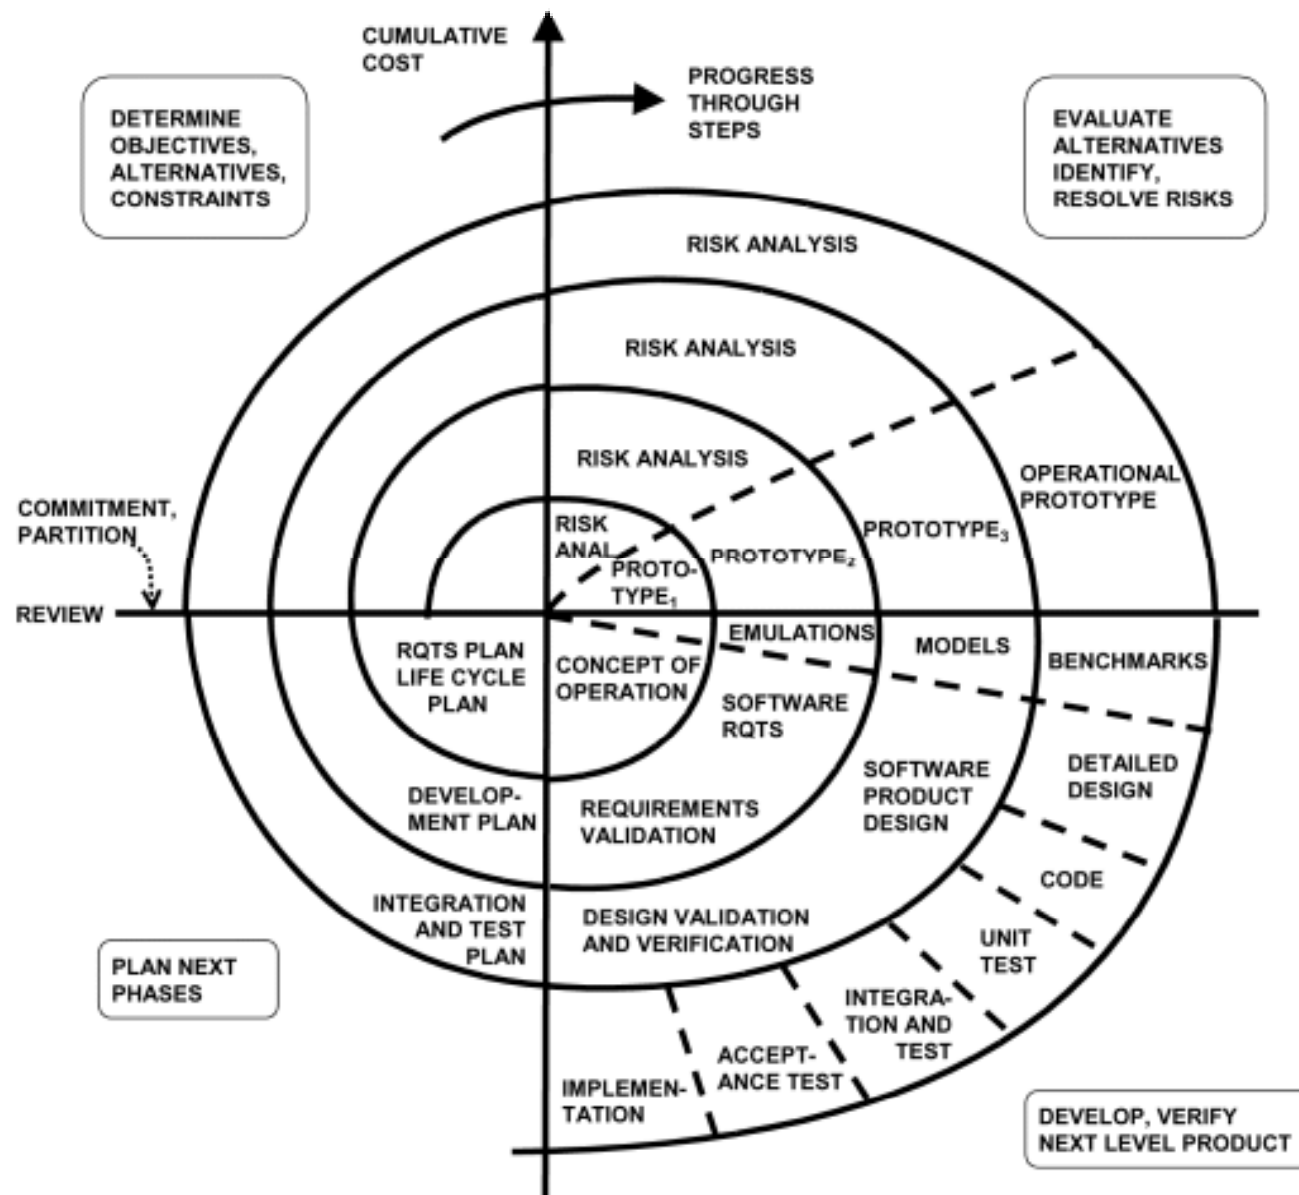 CUMULATIVE
COST
PROGRESS
THROUGH
STEPS
DETERMINE
OBJECTIVES,
ALTERNATIVES,
CONSTRAINTS
EVALUATE
ALTERNATIVES
IDENTIFY,
RESOLVE RISKS
RISK ANALYSIS
RISK ANALYSIS
RISK ANALYSIS
RISK
ANAL.
PROTO-
TYPE₁
PROTOTYPE₂
PROTOTYPE₃
OPERATIONAL
PROTOTYPE
COMMITMENT,
PARTITION
REVIEW
RQTS PLAN
LIFE CYCLE
PLAN
CONCEPT OF
OPERATION
EMULATIONS
MODELS
BENCHMARKS
SOFTWARE
RQTS
SOFTWARE
PRODUCT
DESIGN
DETAILED
DESIGN
DEVELOP-
MENT PLAN
REQUIREMENTS
VALIDATION
CODE
INTEGRATION
AND TEST
PLAN
DESIGN VALIDATION
AND VERIFICATION
UNIT
TEST
PLAN NEXT
PHASES
INTEGRA-
TION AND
TEST
ACCEPT-
ANCE TEST
IMPLEMEN-
TATION
DEVELOP, VERIFY
NEXT LEVEL PRODUCT